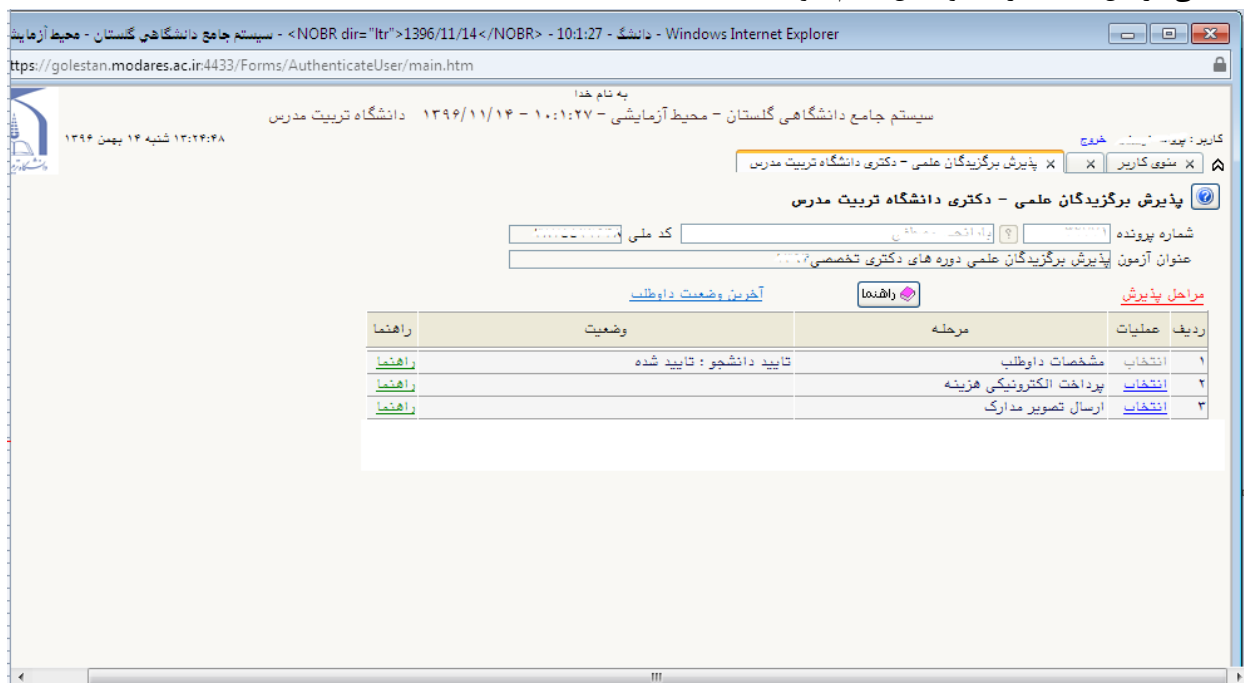 سیستم جامع دانشگاهي گلستان - محیط آزمایش - <NOBR dir="ltr">1396/11/14</NOBR> - 10:1:27 - دانشگ - Windows Internet Explorer
ttps://golestan.modares.ac.ir:4433/Forms/AuthenticateUser/main.htm
به نام خدا
سیستم جامع دانشگاهی گلستان - محیط آزمایشی - ۱۰:۱:۲۷ - ۱۳۹۶/۱۱/۱۴ دانشگاه تربیت مدرس
۱۳:۲۴:۴۸ شنبه ۱۴ بهمن ۱۳۹۶
کاربر : خروج
منوی کاربر x x پذیرش برگزیدگان علمی - دکتری دانشگاه تربیت مدرس x
پذیرش برگزیدگان علمی - دکتری دانشگاه تربیت مدرس
شماره پرونده ? کد ملی
عنوان آزمون پذیرش برگزیدگان علمی دوره های دکتری تخصصی
مراحل پذیرش راهنما آخرین وضعیت داوطلب
ردیف عملیات مرحله وضعیت راهنما
۱ انتخاب مشخصات داوطلب تایید دانشجو : تایید شده راهنما
۲ انتخاب پرداخت الکترونیکی هزینه راهنما
۳ انتخاب ارسال تصویر مدارک راهنما